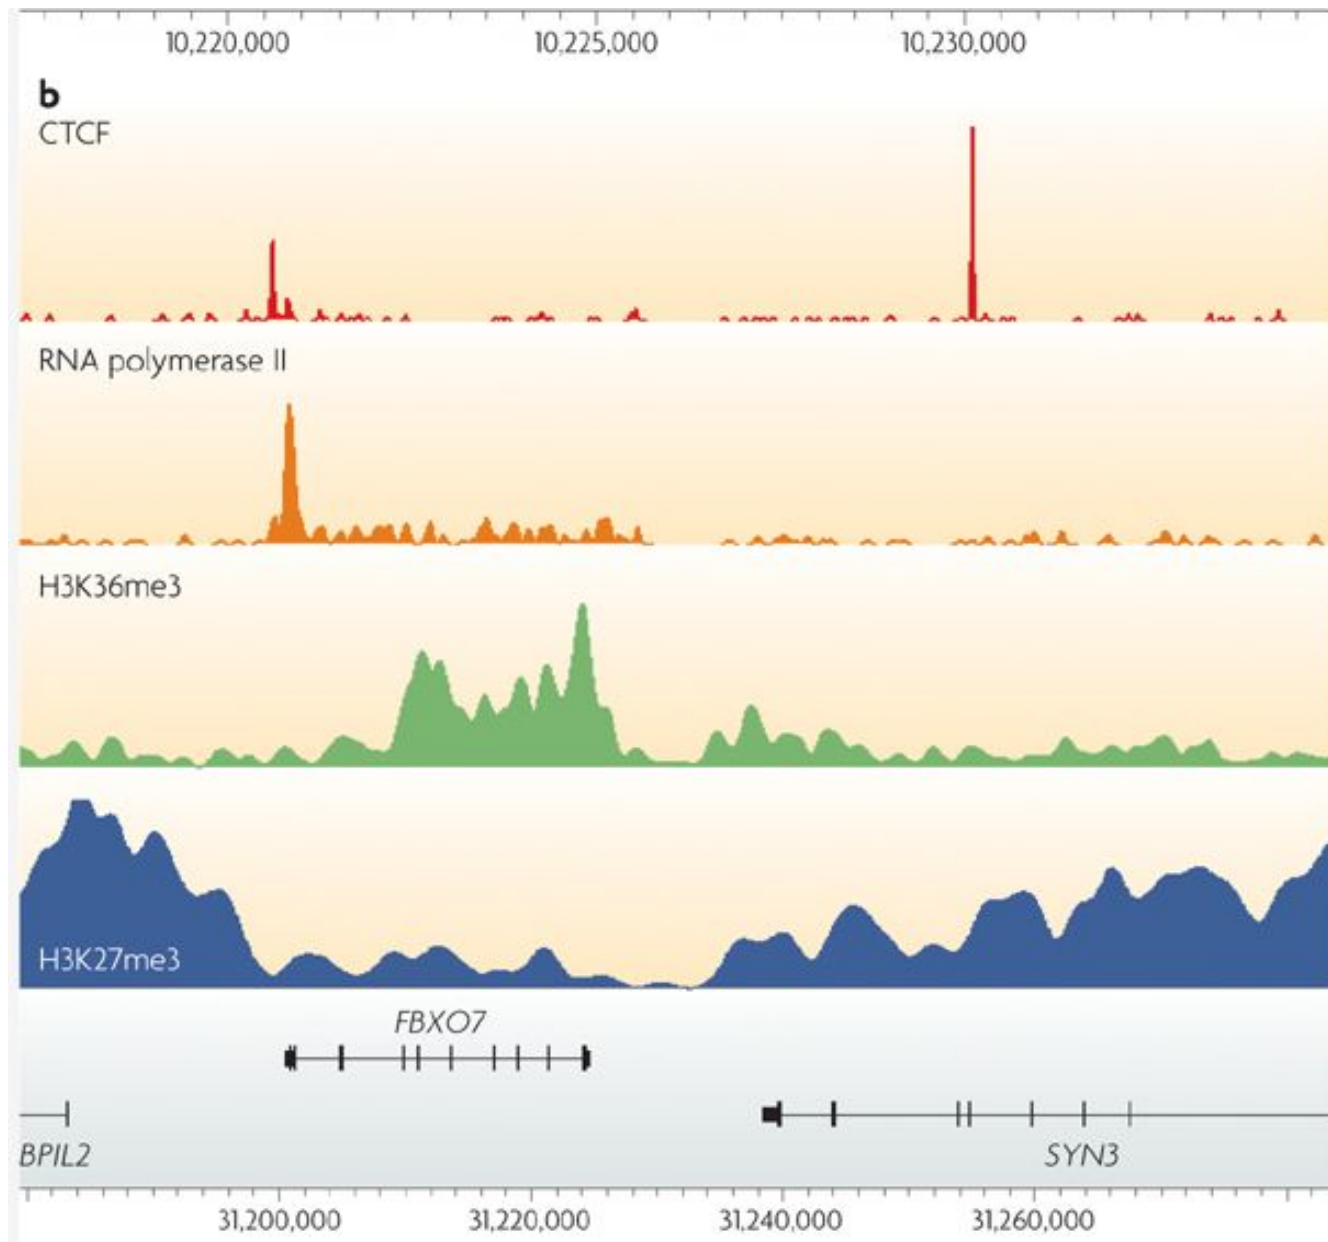 10,220,000 10,225,000 10,230,000
b
CTCF
RNA polymerase II
H3K36me3
H3K27me3
FBXO7
BPIL2 SYN3
31,200,000 31,220,000 31,240,000 31,260,000